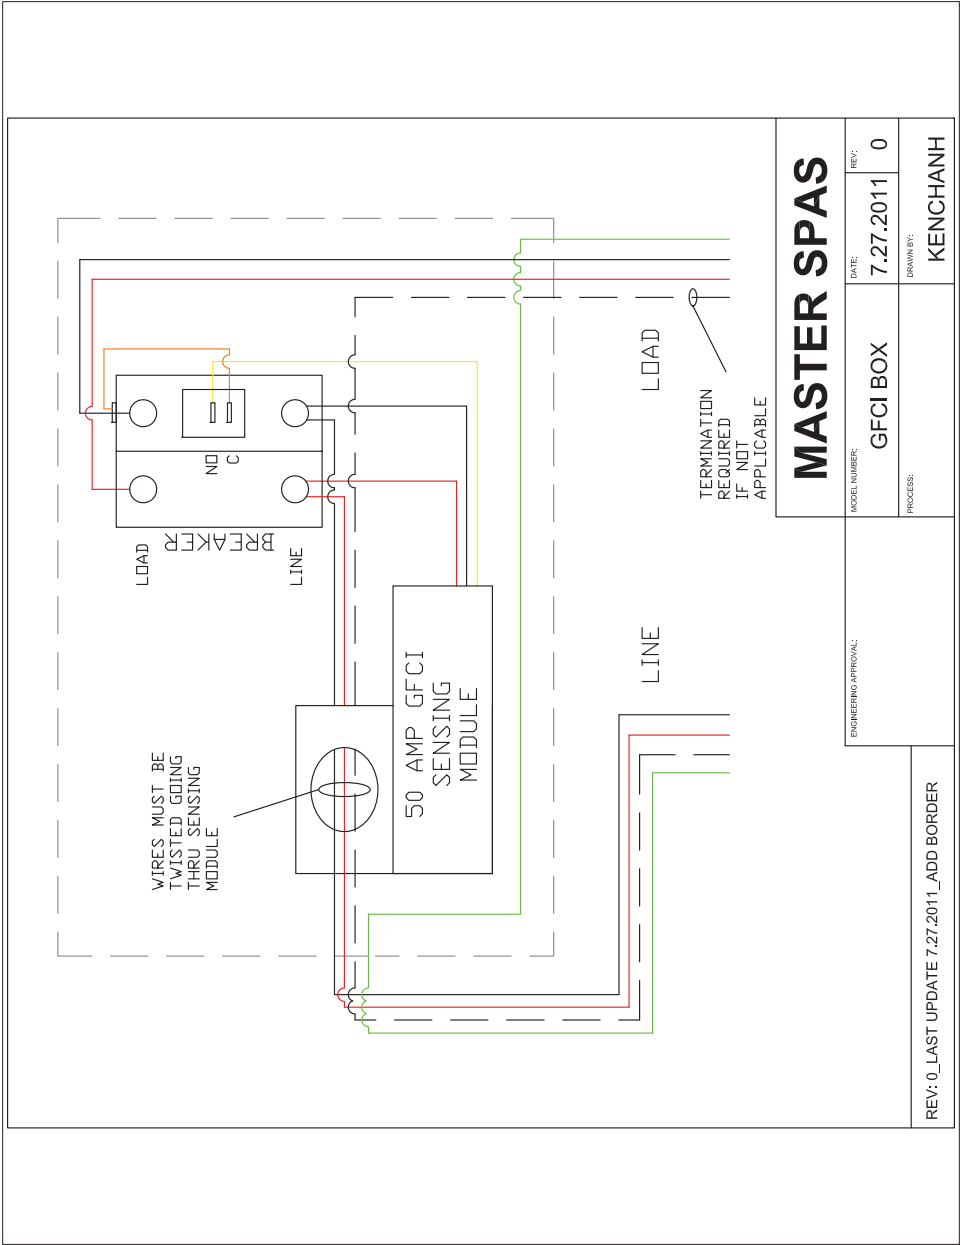 LOAD
BREAKER
LINE
NO
C
WIRES MUST BE
TWISTED GOING
THRU SENSING
MODULE
50 AMP GFCI
SENSING
MODULE
LINE
LOAD
TERMINATION
REQUIRED
IF NOT
APPLICABLE
MASTER SPAS
ENGINEERING APPROVAL:
MODEL NUMBER:
GFCI BOX
DATE:
7.27.2011
REV:
0
PROCESS:
DRAWN BY:
KENCHANH
REV: 0_LAST UPDATE 7.27.2011_ADD BORDER